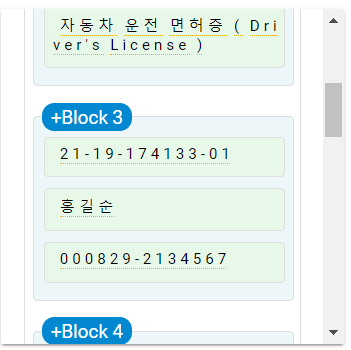 자동차 운전 면허증 ( Dri
ver's License )
+Block 3
21-19-174133-01
홍길순
000829-2134567
+Block 4